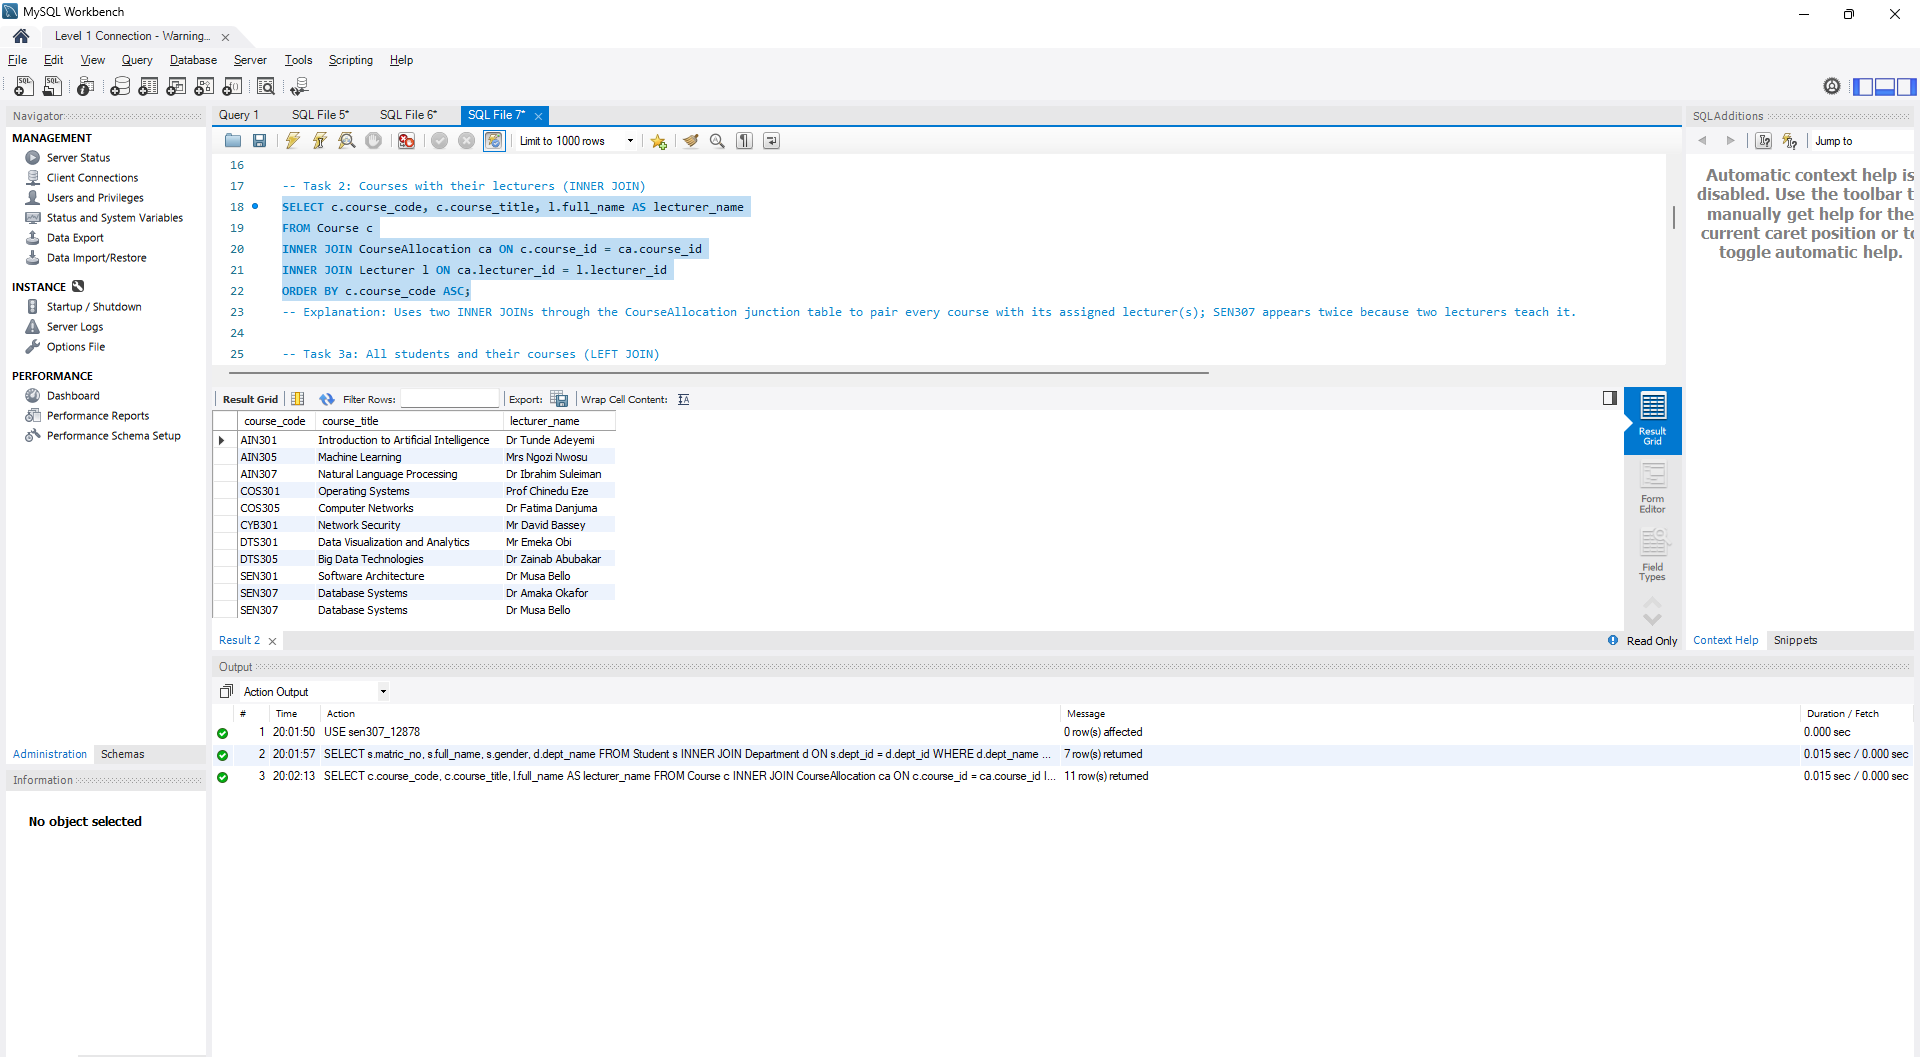 MySQL Workbench
Level 1 Connection - Warning...
File Edit View Query Database Server Tools Scripting Help
Navigator
MANAGEMENT
Server Status
Client Connections
Users and Privileges
Status and System Variables
Data Export
Data Import/Restore
INSTANCE
Startup / Shutdown
Server Logs
Options File
PERFORMANCE
Dashboard
Performance Reports
Performance Schema Setup
Administration Schemas
Information
No object selected
Query 1 SQL File 5* SQL File 6* SQL File 7*
Limit to 1000 rows
16
17 -- Task 2: Courses with their lecturers (INNER JOIN)
18 SELECT c.course_code, c.course_title, l.full_name AS lecturer_name
19 FROM Course c
20 INNER JOIN CourseAllocation ca ON c.course_id = ca.course_id
21 INNER JOIN Lecturer l ON ca.lecturer_id = l.lecturer_id
22 ORDER BY c.course_code ASC;
23 -- Explanation: Uses two INNER JOINs through the CourseAllocation junction table to pair every course with its assigned lecturer(s); SEN307 appears twice because two lecturers teach it.
24
25 -- Task 3a: All students and their courses (LEFT JOIN)
Result Grid Filter Rows: Export: Wrap Cell Content:
course_code course_title lecturer_name
AIN301 Introduction to Artificial Intelligence Dr Tunde Adeyemi
AIN305 Machine Learning Mrs Ngozi Nwosu
AIN307 Natural Language Processing Dr Ibrahim Suleiman
COS301 Operating Systems Prof Chinedu Eze
COS305 Computer Networks Dr Fatima Danjuma
CYB301 Network Security Mr David Bassey
DTS301 Data Visualization and Analytics Mr Emeka Obi
DTS305 Big Data Technologies Dr Zainab Abubakar
SEN301 Software Architecture Dr Musa Bello
SEN307 Database Systems Dr Amaka Okafor
SEN307 Database Systems Dr Musa Bello
Result Grid
Form Editor
Field Types
Result 2
Read Only
SQLAdditions
Jump to
Automatic context help is
disabled. Use the toolbar t
manually get help for the
current caret position or to
toggle automatic help.
Context Help Snippets
Output
Action Output
# Time Action Message Duration / Fetch
1 20:01:50 USE sen307_12878 0 row(s) affected 0.000 sec
2 20:01:57 SELECT s.matric_no, s.full_name, s.gender, d.dept_name FROM Student s INNER JOIN Department d ON s.dept_id = d.dept_id WHERE d.dept_name ... 7 row(s) returned 0.015 sec / 0.000 sec
3 20:02:13 SELECT c.course_code, c.course_title, l.full_name AS lecturer_name FROM Course c INNER JOIN CourseAllocation ca ON c.course_id = ca.course_id I... 11 row(s) returned 0.015 sec / 0.000 sec